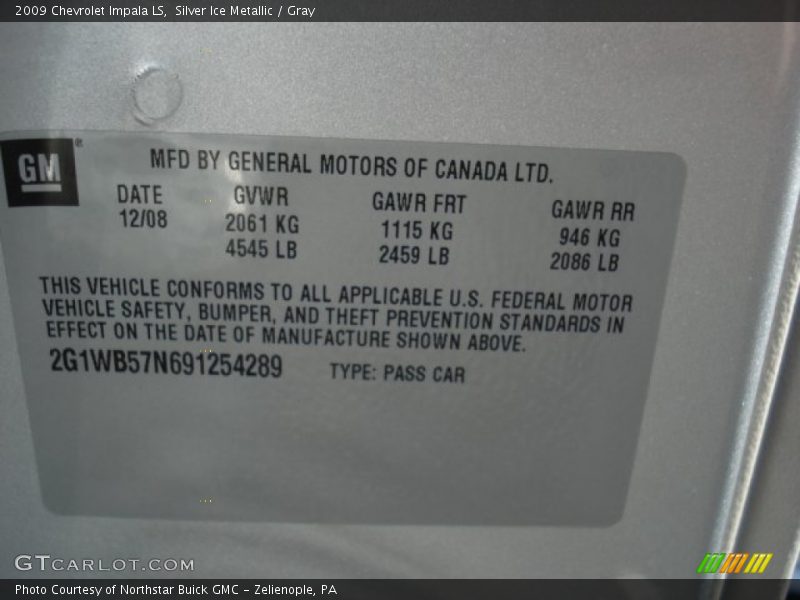 2009 Chevrolet Impala LS,  Silver Ice Metallic / Gray
GM®
MFD BY GENERAL MOTORS OF CANADA LTD.
DATE GVWR GAWR FRT GAWR RR
12/08 2061 KG 1115 KG 946 KG
4545 LB 2459 LB 2086 LB
THIS VEHICLE CONFORMS TO ALL APPLICABLE U.S. FEDERAL MOTOR
VEHICLE SAFETY, BUMPER, AND THEFT PREVENTION STANDARDS IN
EFFECT ON THE DATE OF MANUFACTURE SHOWN ABOVE.
2G1WB57N691254289 TYPE: PASS CAR
GTCARLOT.COM
Photo Courtesy of Northstar Buick GMC - Zelienople, PA